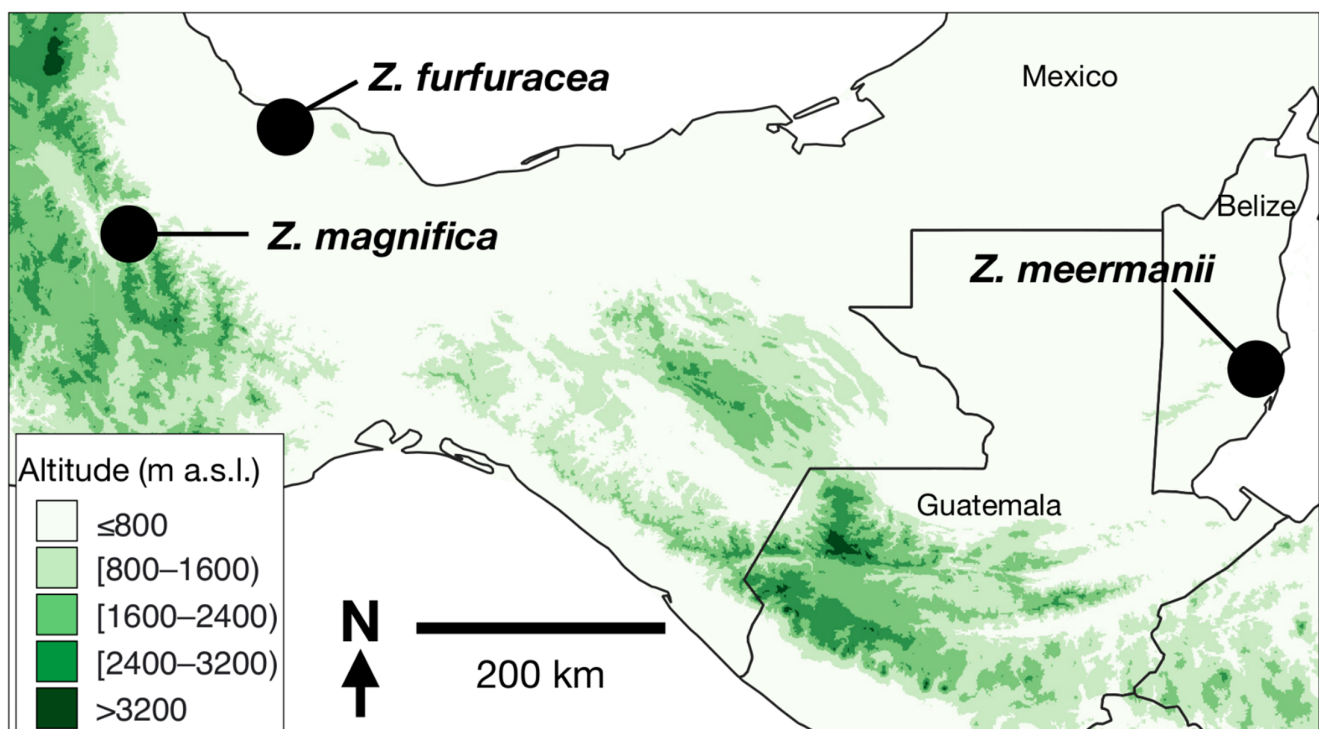 Z. furfuracea
Mexico
Z. magnifica
Belize
Z. meermanii
Altitude (m a.s.l.)
≤800
[800–1600)
[1600–2400)
[2400–3200)
>3200
Guatemala
N
200 km